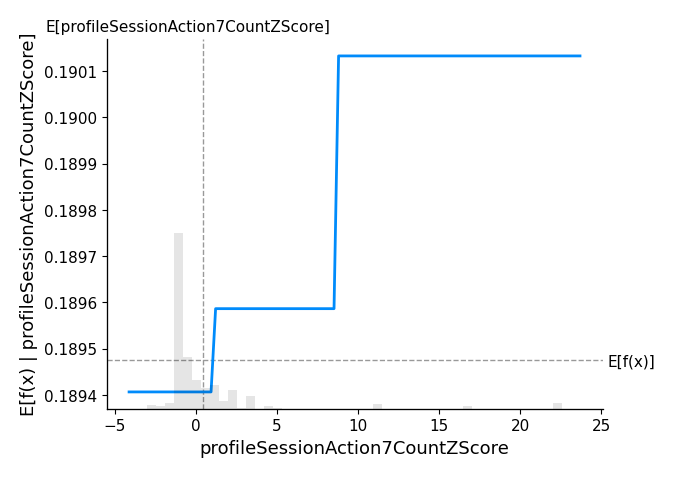 E[profileSessionAction7CountZScore]
E[f(x) | profileSessionAction7CountZScore]
0.1901
0.1900
0.1899
0.1898
0.1897
0.1896
0.1895
0.1894
E[f(x)]
−5 0 5 10 15 20 25
profileSessionAction7CountZScore